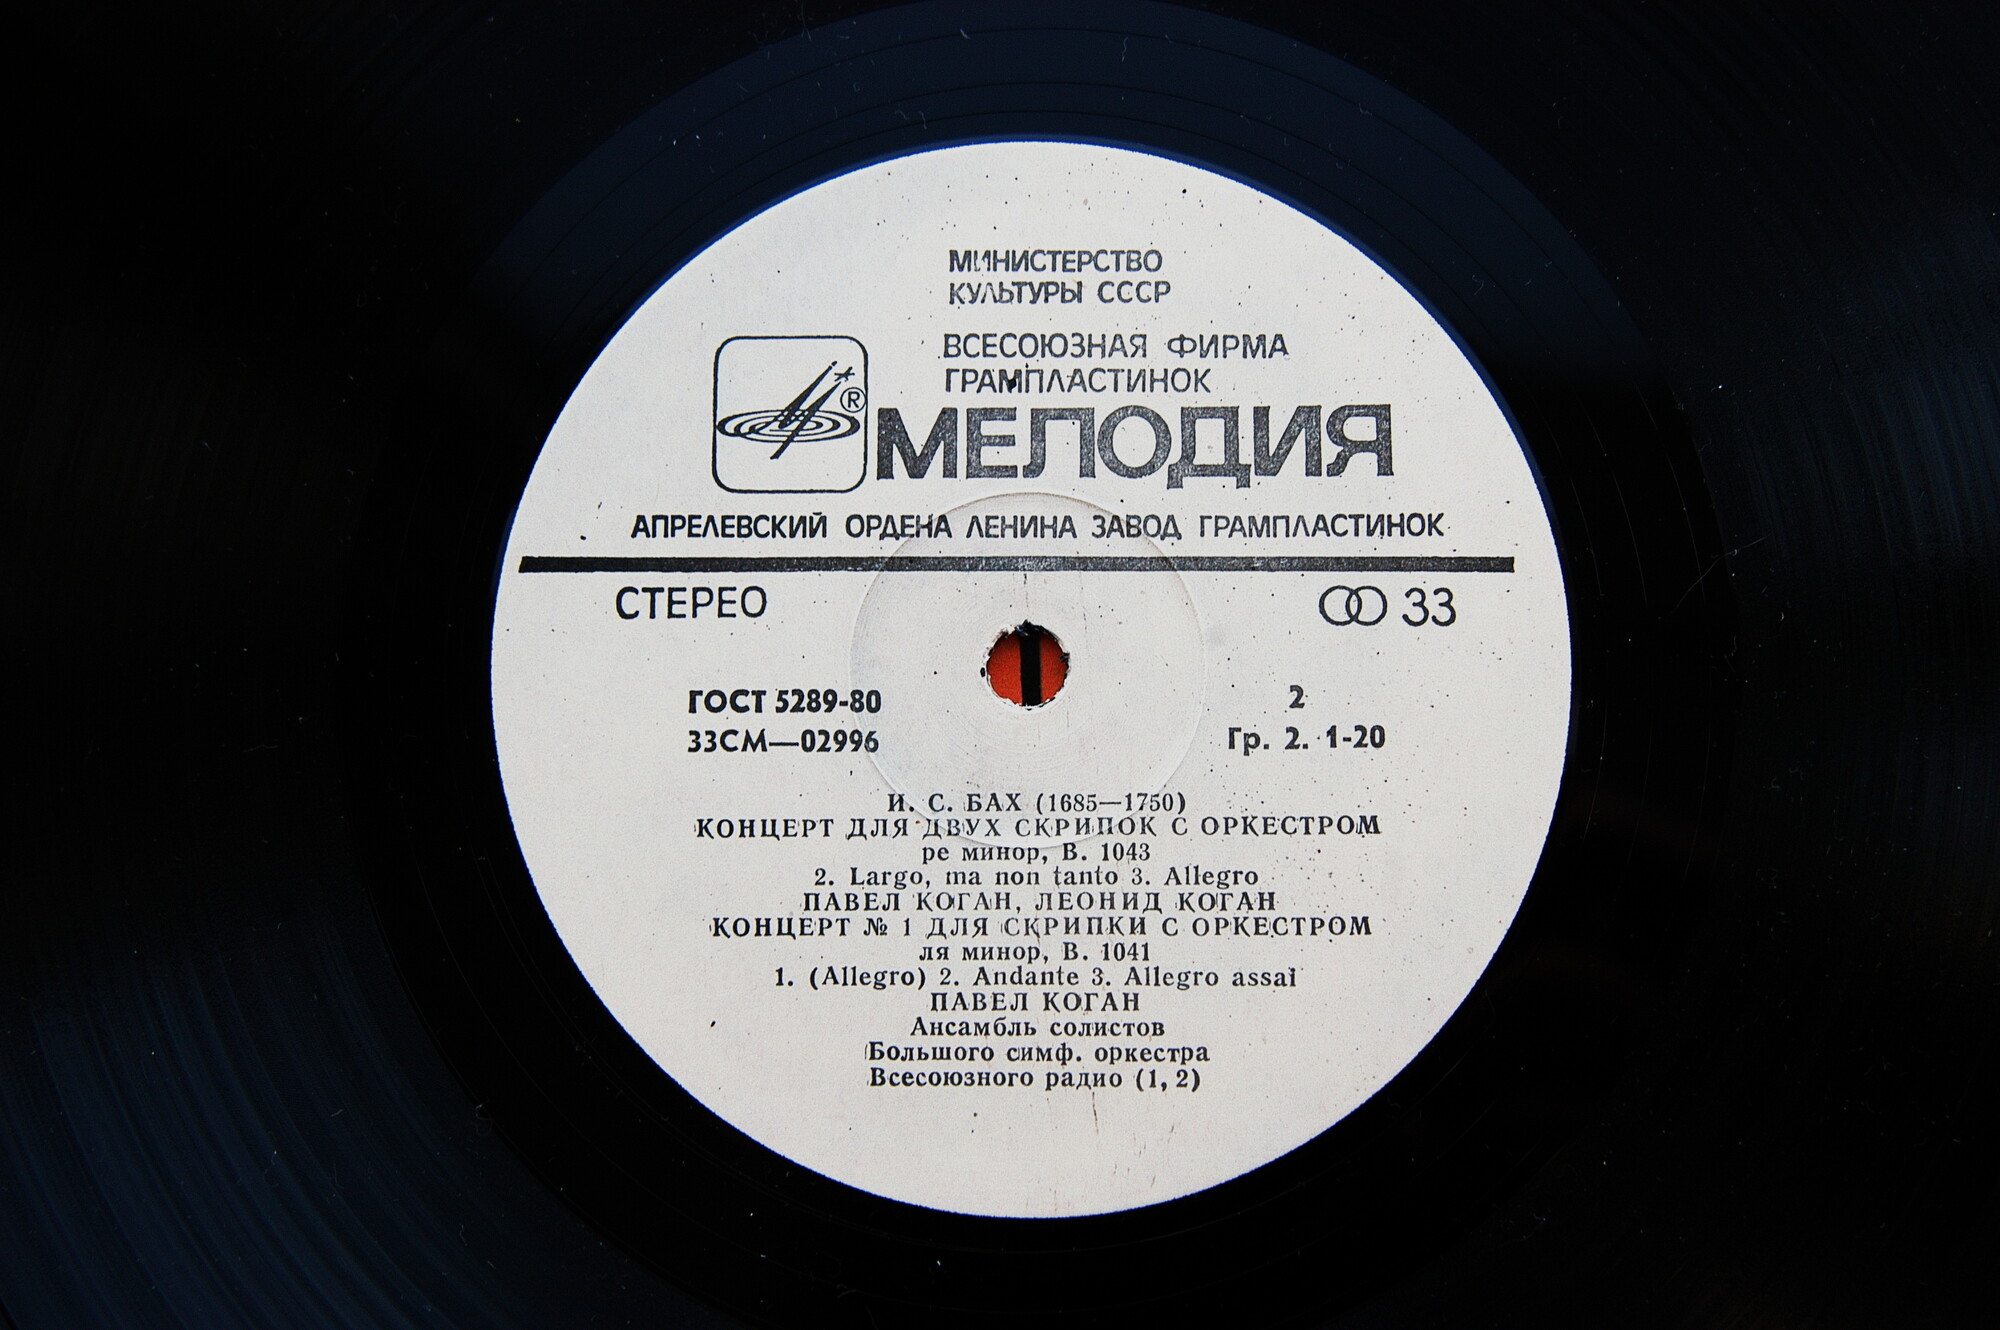 МИНИСТЕРСТВО
КУЛЬТУРЫ СССР
ВСЕСОЮЗНАЯ ФИРМА
ГРАМПЛАСТИНОК
®
МЕЛОДИЯ
АПРЕЛЕВСКИЙ ОРДЕНА ЛЕНИНА ЗАВОД ГРАМПЛАСТИНОК
СТЕРЕО 33
ГОСТ 5289-80 2
33СМ—02996 Гр. 2. 1-20
И. С. БАХ (1685—1750)
КОНЦЕРТ ДЛЯ ДВУХ СКРИПОК С ОРКЕСТРОМ
ре минор, В. 1043
2. Largo, ma non tanto 3. Allegro
ПАВЕЛ КОГАН, ЛЕОНИД КОГАН
КОНЦЕРТ № 1 ДЛЯ СКРИПКИ С ОРКЕСТРОМ
ля минор, В. 1041
1. (Allegro) 2. Andante 3. Allegro assai
ПАВЕЛ КОГАН
Ансамбль солистов
Большого симф. оркестра
Всесоюзного радио (1, 2)